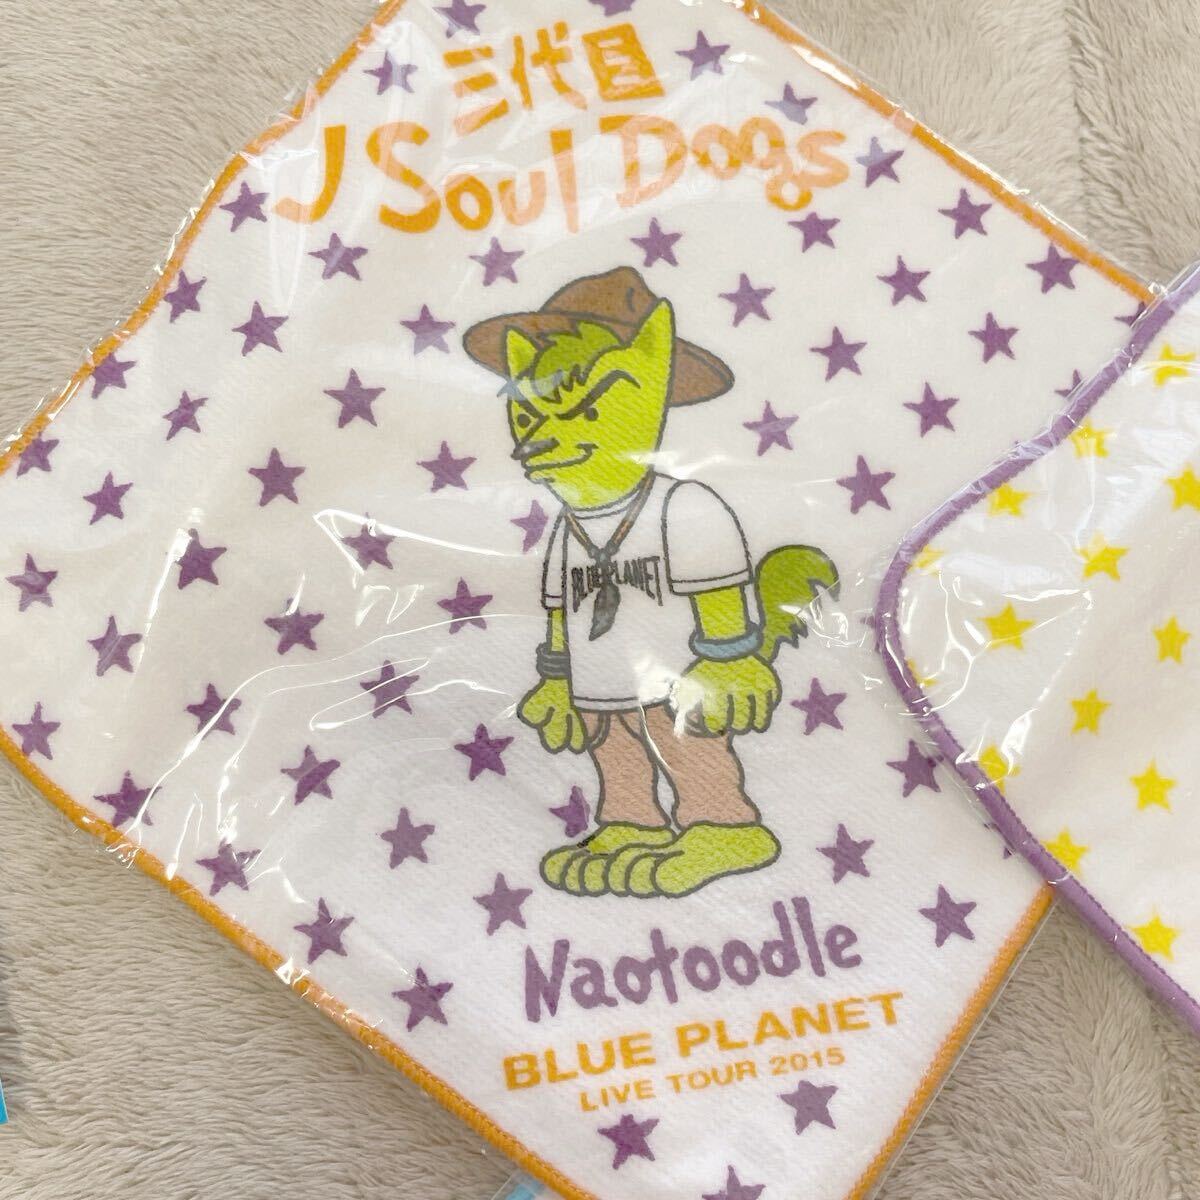 三代目
J Soul Dogs
BLUE PLANET
Naotoodle
BLUE PLANET
LIVE TOUR 2015